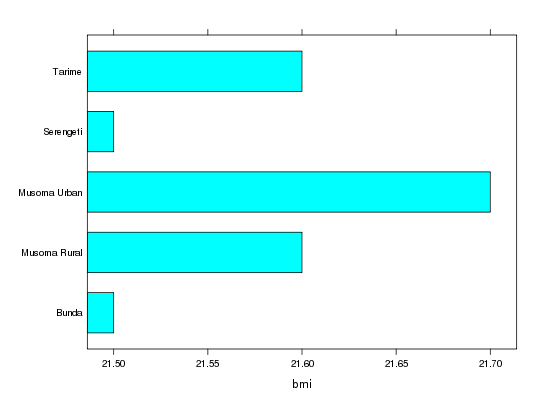 Tarime
Serengeti
Musoma Urban
Musoma Rural
Bunda
21.50 21.55 21.60 21.65 21.70
bmi